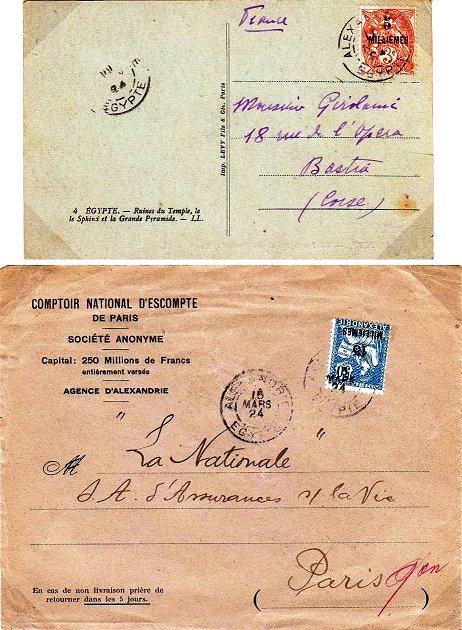 France
5
MILLIEMES
ALEX
EGYPTE
24
EGYPTE
Monsieur Girolami
18 rue de l'Opera
Bastia
(Corse)
Imp. LEVY Fils & Cie, Paris
4 ÉGYPTE. — Ruines du Temple, le
le Sphinx et la Grande Pyramide. — LL.
COMPTOIR NATIONAL D'ESCOMPTE
DE PARIS
SOCIÉTÉ ANONYME
Capital: 250 Millions de Francs
entièrement versés
AGENCE D'ALEXANDRIE
MILLIEMES
ALEXANDRIE
ALEXANDRIE
16
MARS
24
EGYPTE
EGYPTE
M
" La Nationale "
S.A. d'Assurances s/ la Vie
Paris
En cas de non livraison prière de
retourner dans les 5 jours.